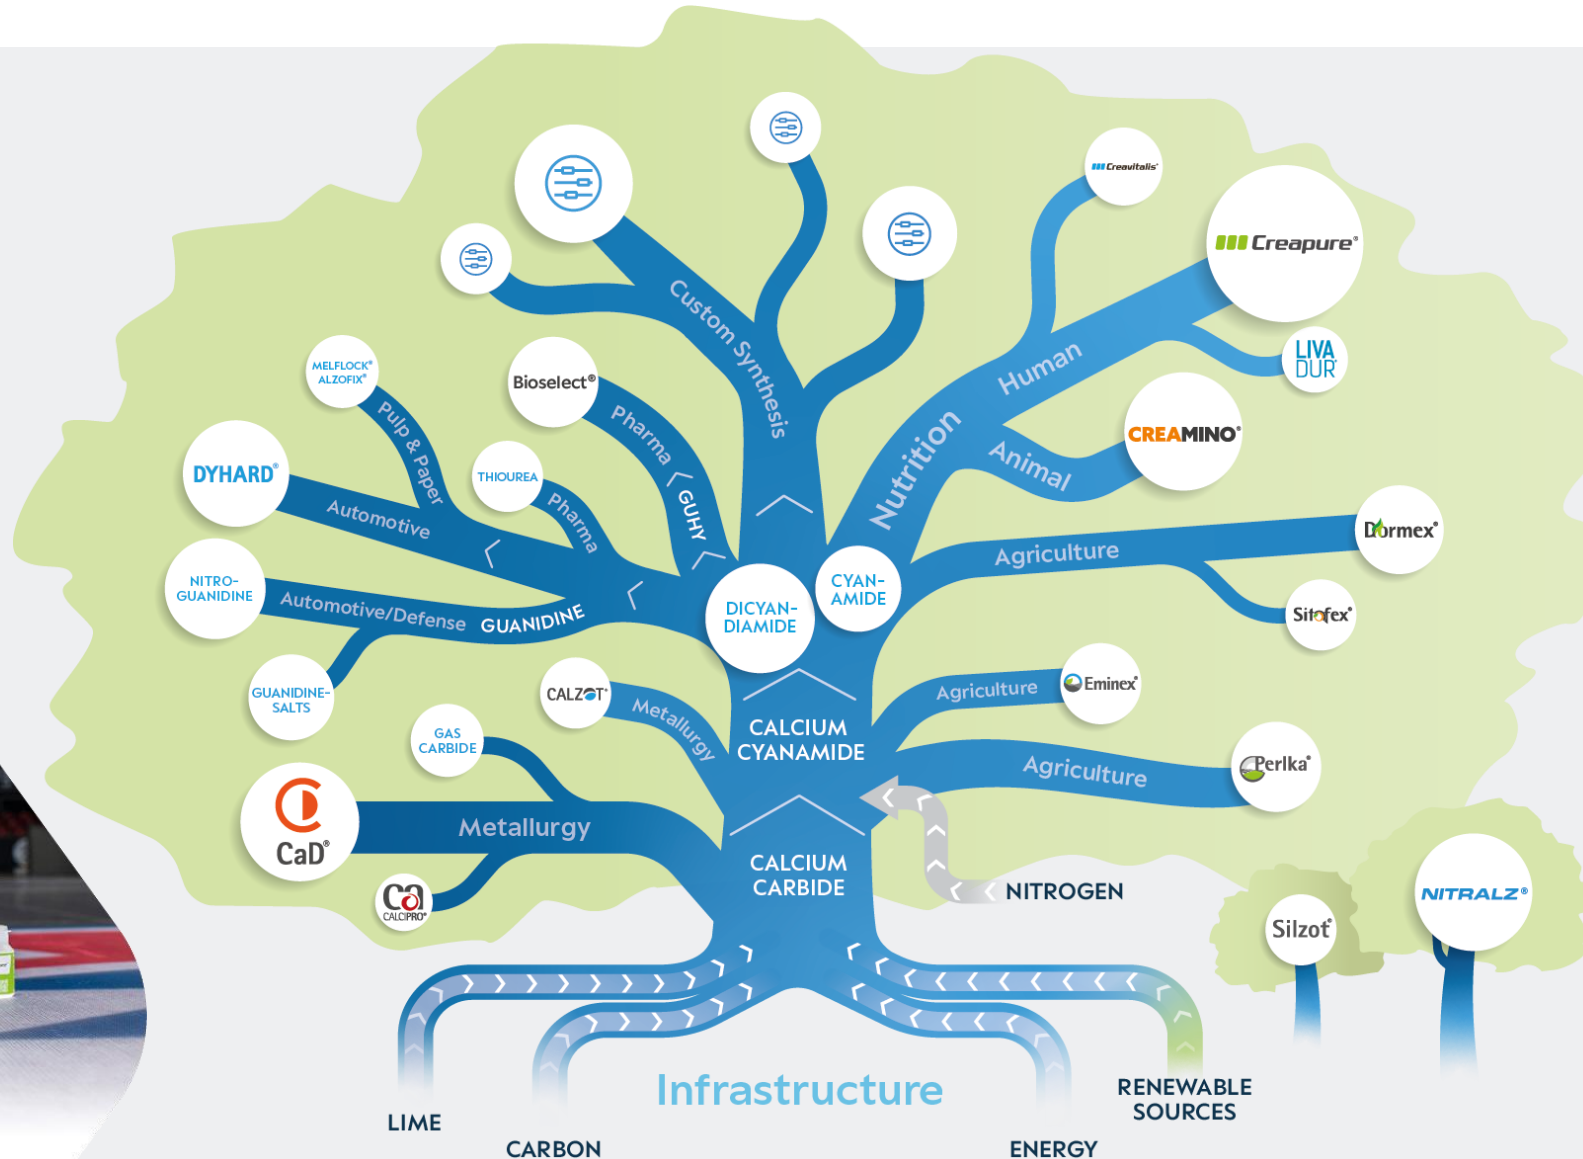 Creavitalis®
Creapure®
LIVA
DUR®
Human
CREAMINO®
Animal
Nutrition
Custom Synthesis
MELFLOCK®
ALZOFIX®
Pulp & Paper
Bioselect®
Pharma
GUHY
DYHARD®
Automotive
THIOUREA
Pharma
Dormex®
Agriculture
Sitofex®
NITRO-
GUANIDINE
Automotive/Defense
GUANIDINE
DICYAN-
DIAMIDE
CYAN-
AMIDE
GUANIDINE-
SALTS
CALZOT®
Metallurgy
Agriculture
Eminex®
GAS
CARBIDE
CALCIUM
CYANAMIDE
Agriculture
Perlka®
CaD®
Metallurgy
CALCIUM
CARBIDE
NITROGEN
ca
CALCIPRO®
Silzot®
NITRALZ®
Infrastructure
LIME
CARBON
ENERGY
RENEWABLE
SOURCES